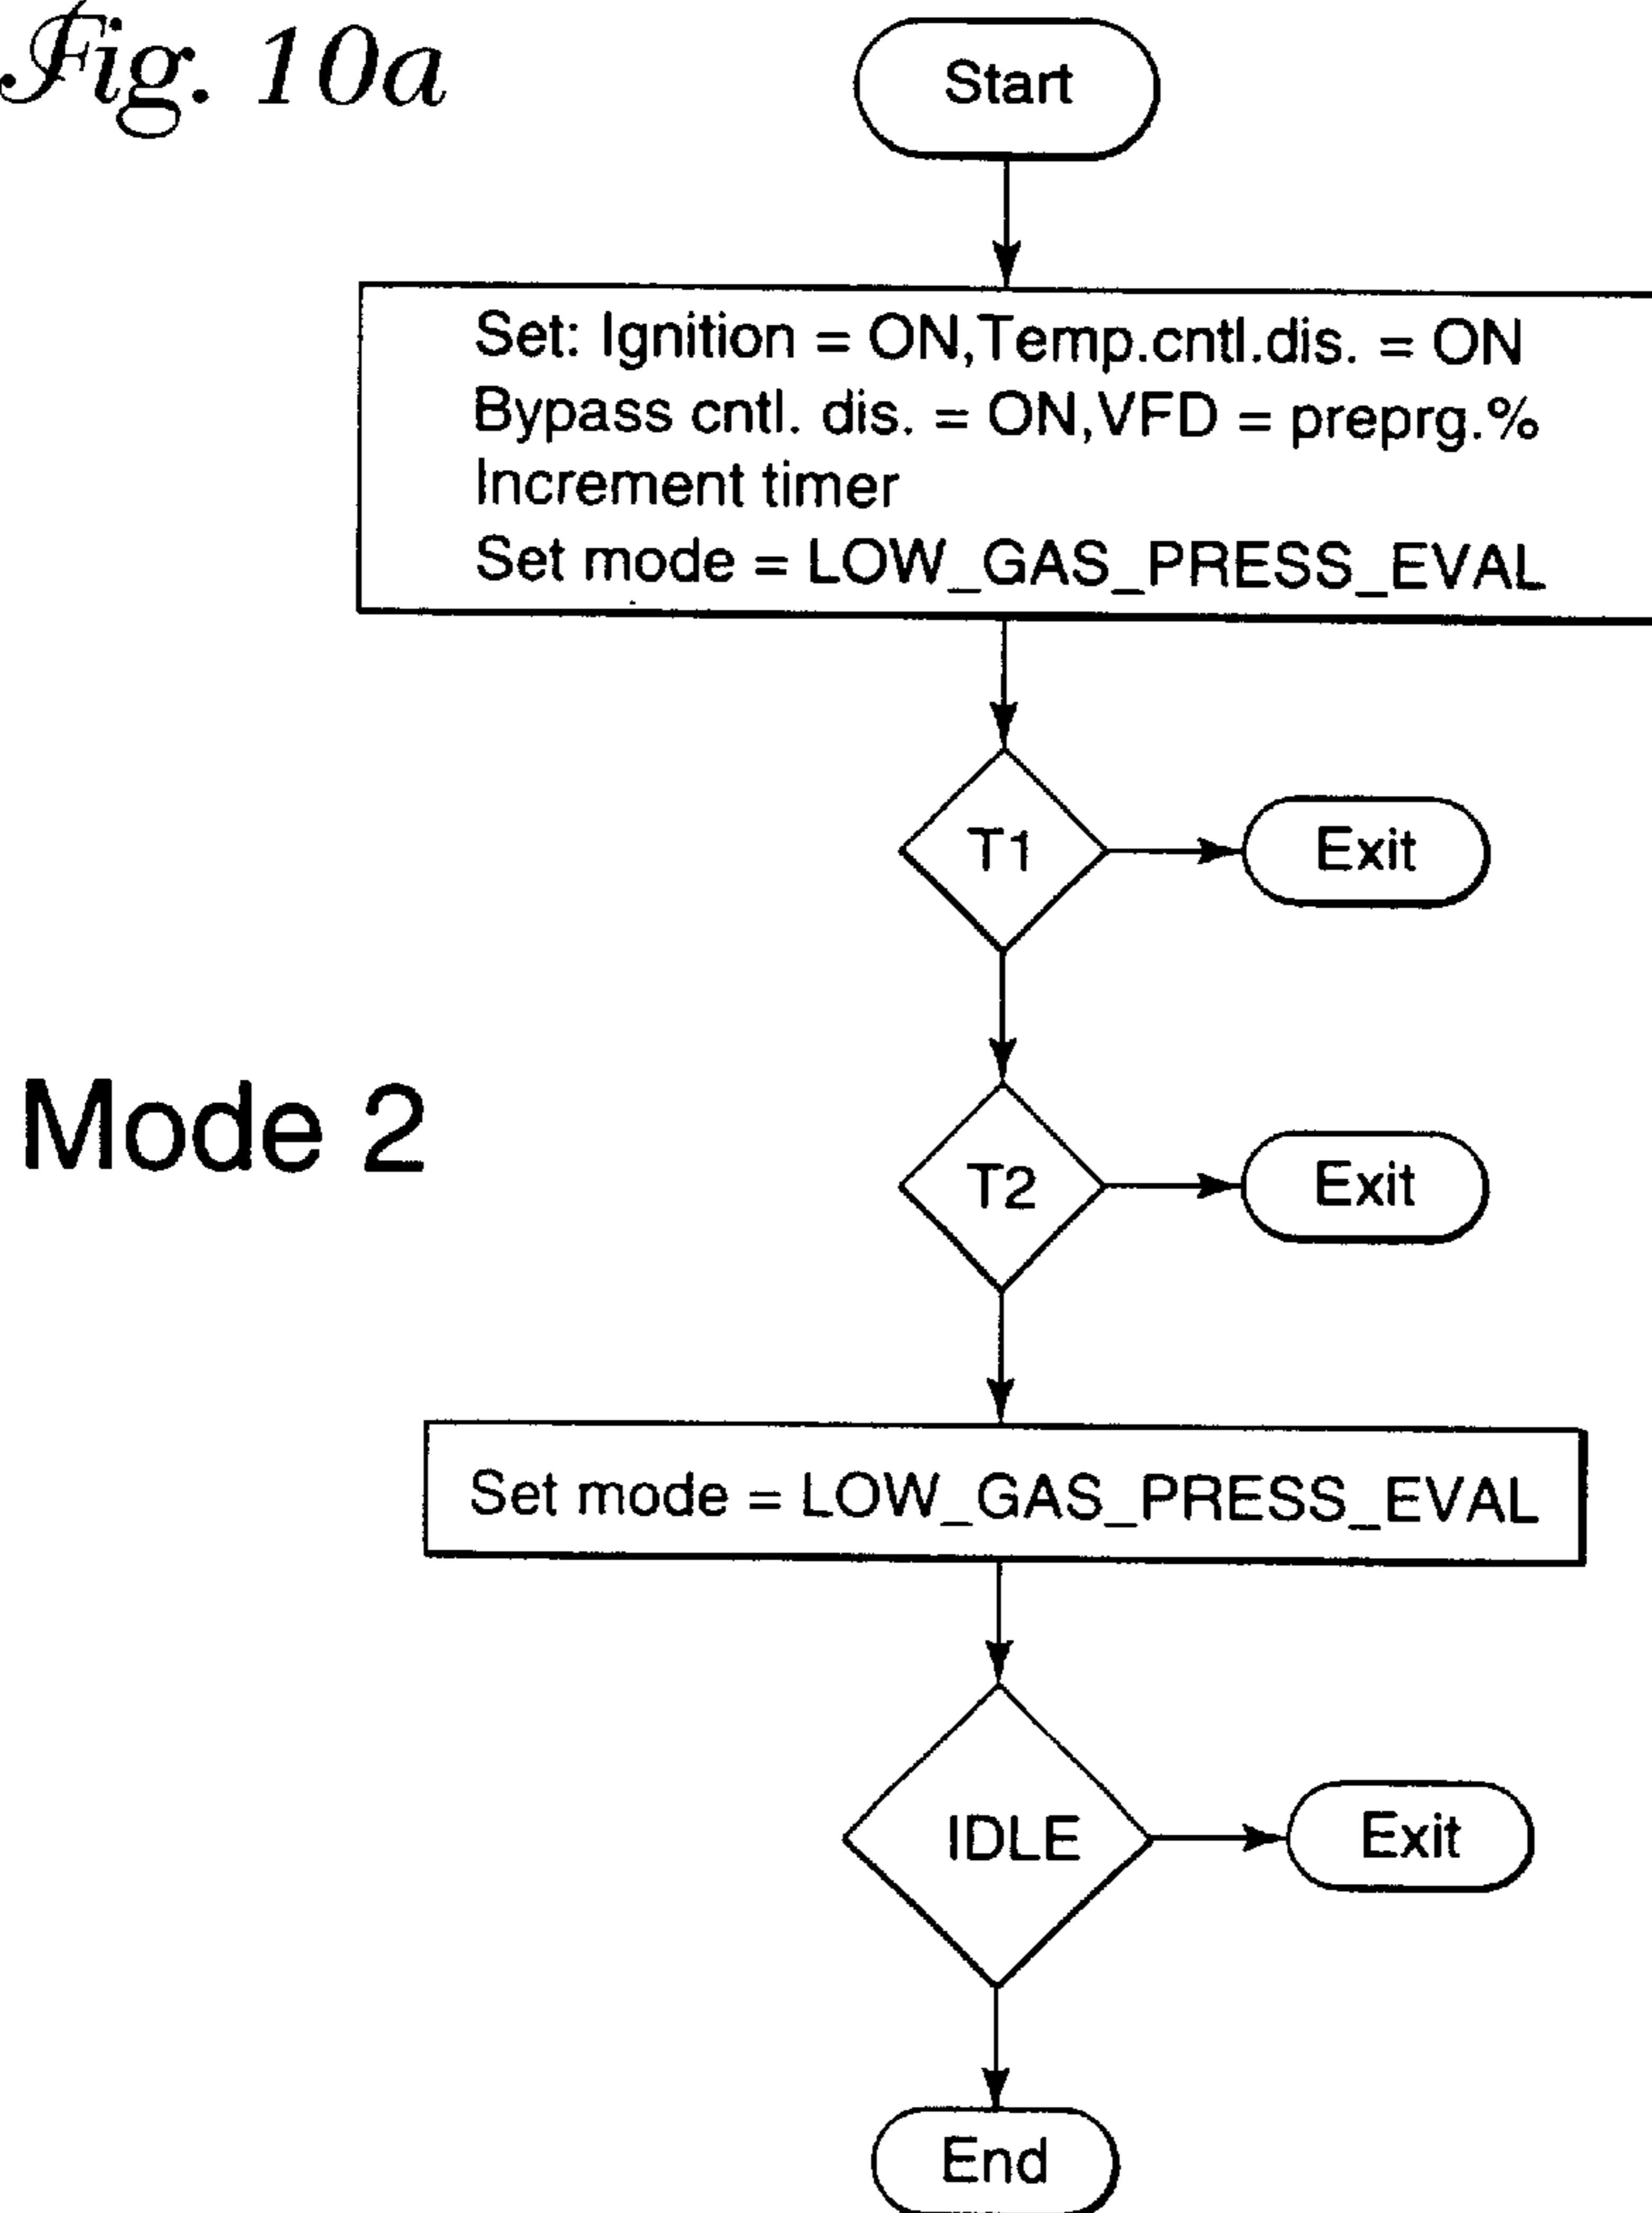 Fig. 10a
Start
Set: Ignition = ON,Temp.cntl.dis. = ON
Bypass cntl. dis. = ON,VFD = preprg.%
Increment timer
Set mode = LOW_GAS_PRESS_EVAL
T1
Exit
Mode 2
T2
Exit
Set mode = LOW_GAS_PRESS_EVAL
IDLE
Exit
End